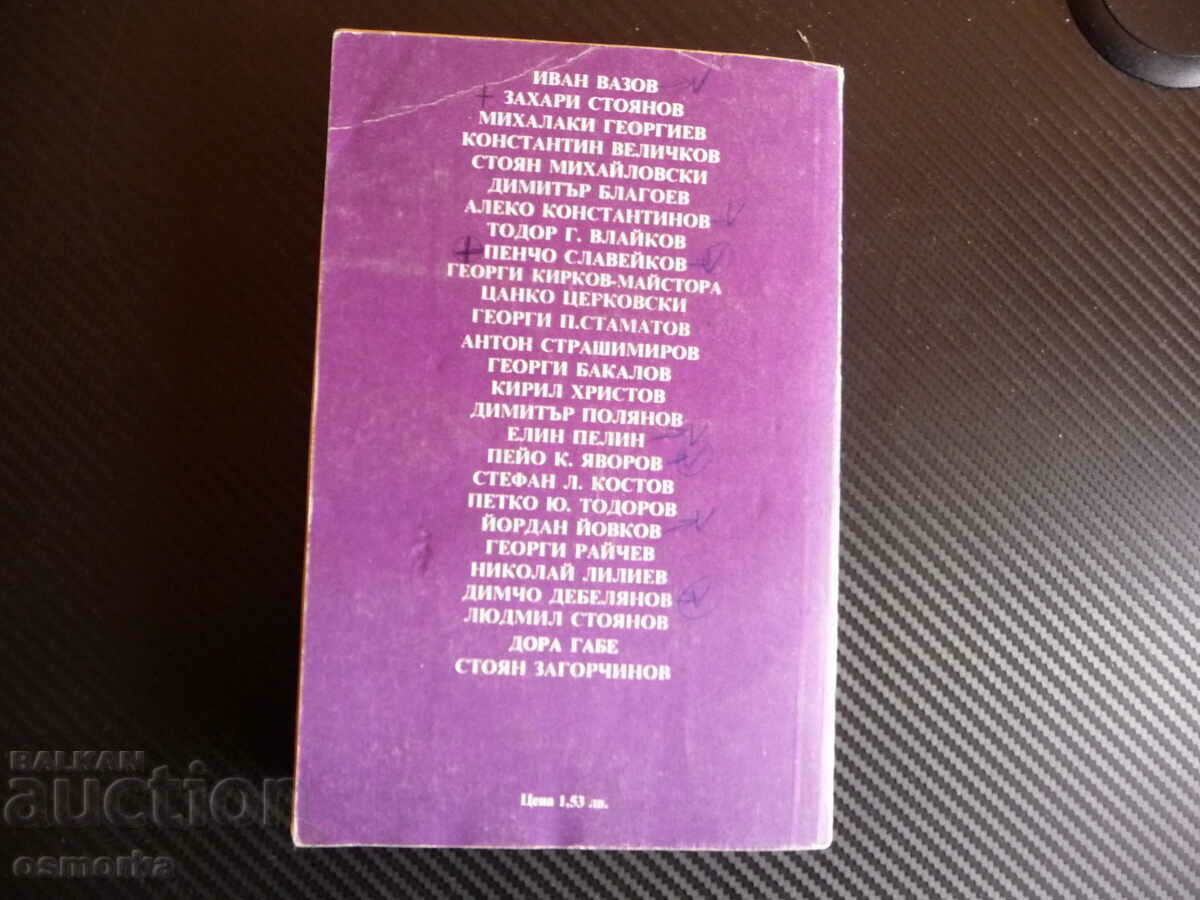 ИВАН ВАЗОВ
ЗАХАРИ СТОЯНОВ
МИХАЛАКИ ГЕОРГИЕВ
КОНСТАНТИН ВЕЛИЧКОВ
СТОЯН МИХАЙЛОВСКИ
ДИМИТЪР БЛАГОЕВ
АЛЕКО КОНСТАНТИНОВ
ТОДОР Г. ВЛАЙКОВ
ПЕНЧО СЛАВЕЙКОВ
ГЕОРГИ КИРКОВ-МАЙСТОРА
ЦАНКО ЦЕРКОВСКИ
ГЕОРГИ П.СТАМАТОВ
АНТОН СТРАШИМИРОВ
ГЕОРГИ БАКАЛОВ
КИРИЛ ХРИСТОВ
ДИМИТЪР ПОЛЯНОВ
ЕЛИН ПЕЛИН
ПЕЙО К. ЯВОРОВ
СТЕФАН Л. КОСТОВ
ПЕТКО Ю. ТОДОРОВ
ЙОРДАН ЙОВКОВ
ГЕОРГИ РАЙЧЕВ
НИКОЛАЙ ЛИЛИЕВ
ДИМЧО ДЕБЕЛЯНОВ
ЛЮДМИЛ СТОЯНОВ
ДОРА ГАБЕ
СТОЯН ЗАГОРЧИНОВ
Цена 1,53 лв.
BALKAN
auction
osmorka